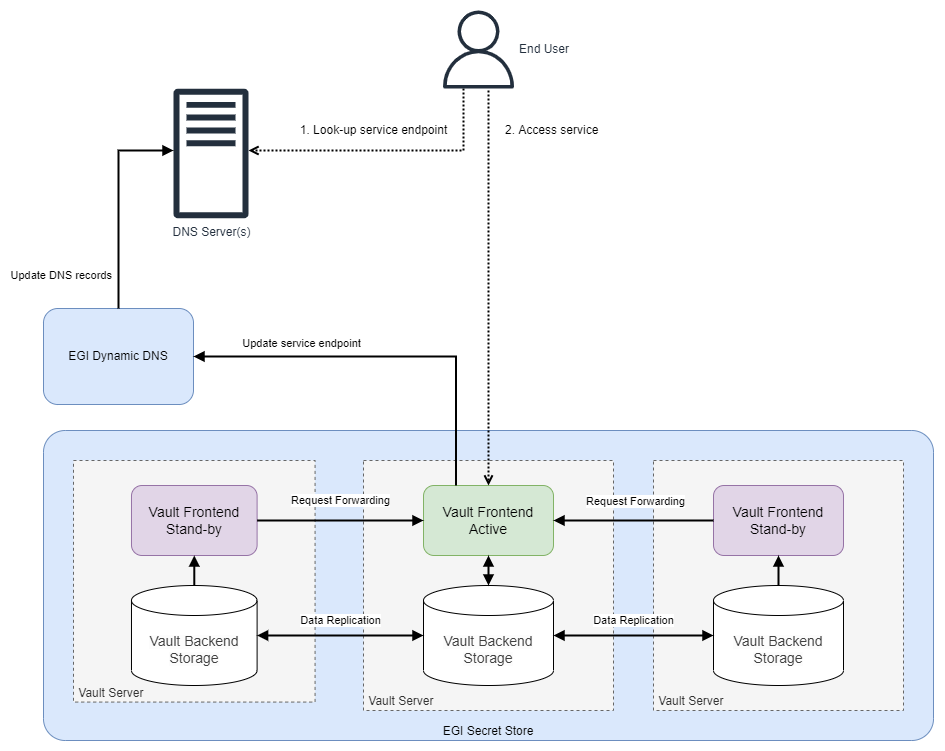 End User
1. Look-up service endpoint
2. Access service
DNS Server(s)
Update DNS records
EGI Dynamic DNS
Update service endpoint
Vault Frontend
Stand-by
Request Forwarding
Vault Frontend
Active
Request Forwarding
Vault Frontend
Stand-by
Vault Backend
Storage
Data Replication
Vault Backend
Storage
Data Replication
Vault Backend
Storage
Vault Server
Vault Server
Vault Server
EGI Secret Store